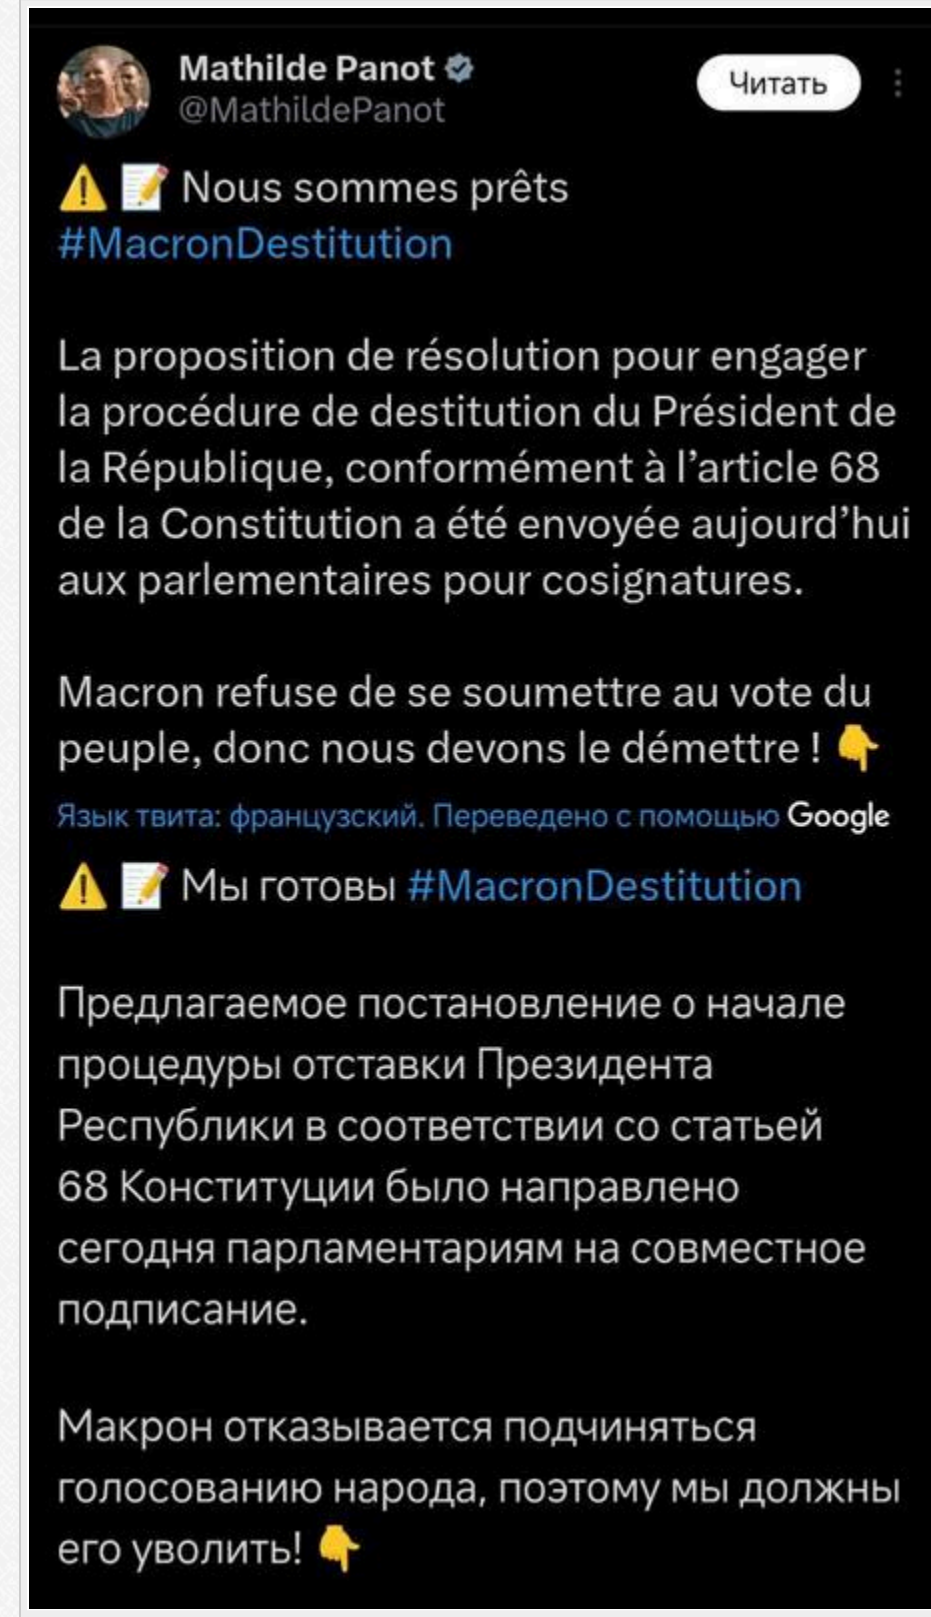 Mathilde Panot
@MathildePanot
Читать
⚠️ 📝 Nous sommes prêts
#MacronDestitution
La proposition de résolution pour engager
la procédure de destitution du Président de
la République, conformément à l’article 68
de la Constitution a été envoyée aujourd’hui
aux parlementaires pour cosignatures.
Macron refuse de se soumettre au vote du
peuple, donc nous devons le démettre ! 👇
Язык твита: французский. Переведено с помощью Google
⚠️ 📝 Мы готовы #MacronDestitution
Предлагаемое постановление о начале
процедуры отставки Президента
Республики в соответствии со статьей
68 Конституции было направлено
сегодня парламентариям на совместное
подписание.
Макрон отказывается подчиняться
голосованию народа, поэтому мы должны
его уволить! 👇